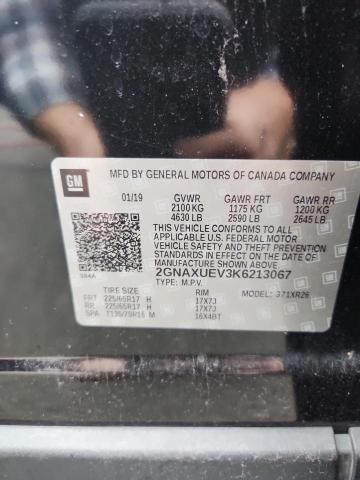 MFD BY GENERAL MOTORS OF CANADA COMPANY
GM
01/19 GVWR GAWR FRT GAWR RR
2100 KG 1175 KG 1200 KG
4630 LB 2590 LB 2645 LB
THIS VEHICLE CONFORMS TO ALL
APPLICABLE U.S. FEDERAL MOTOR
VEHICLE SAFETY AND THEFT PREVENTION
STANDARDS IN EFFECT ON THE DATE
OF MANUFACTURE SHOWN ABOVE.
2GNAXUEV3K6213067
TYPE: M.P.V. MODEL: 371XR26
TIRE SIZE RIM
FRT 225/65R17 H 17X7J
RR 225/65R17 H 17X7J
SPA T135/70R16 M 16X4BT